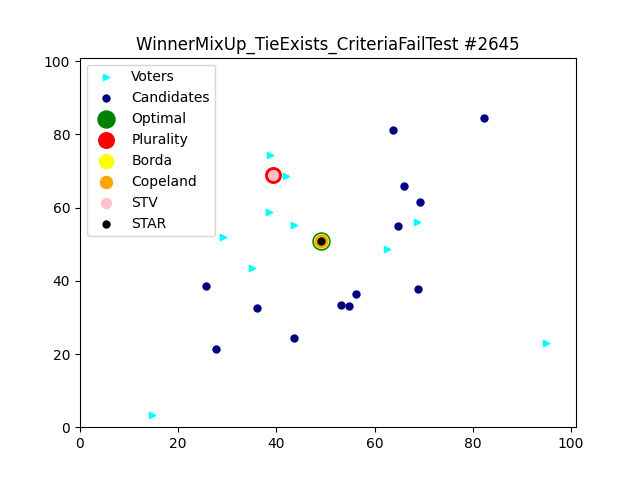 WinnerMixUp_TieExists_CriteriaFailTest #2645
100
80
60
40
20
0
0 20 40 60 80 100
Voters
Candidates
Optimal
Plurality
Borda
Copeland
STV
STAR